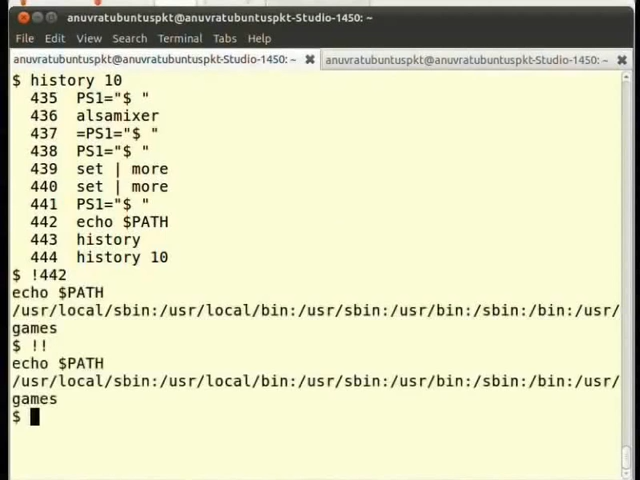 anuvratubuntuspkt@anuvratubuntuspkt-Studio-1450: ~
File Edit View Search Terminal Tabs Help
anuvratubuntuspkt@anuvratubuntuspkt-Studio-1450: ~ anuvratubuntuspkt@anuvratubuntuspkt-Studio-1450: ~
$ history 10
435 PS1="$ "
436 alsamixer
437 =PS1="$ "
438 PS1="$ "
439 set | more
440 set | more
441 PS1="$ "
442 echo $PATH
443 history
444 history 10
$ !442
echo $PATH
/usr/local/sbin:/usr/local/bin:/usr/sbin:/usr/bin:/sbin:/bin:/usr/
games
$ !!
echo $PATH
/usr/local/sbin:/usr/local/bin:/usr/sbin:/usr/bin:/sbin:/bin:/usr/
games
$